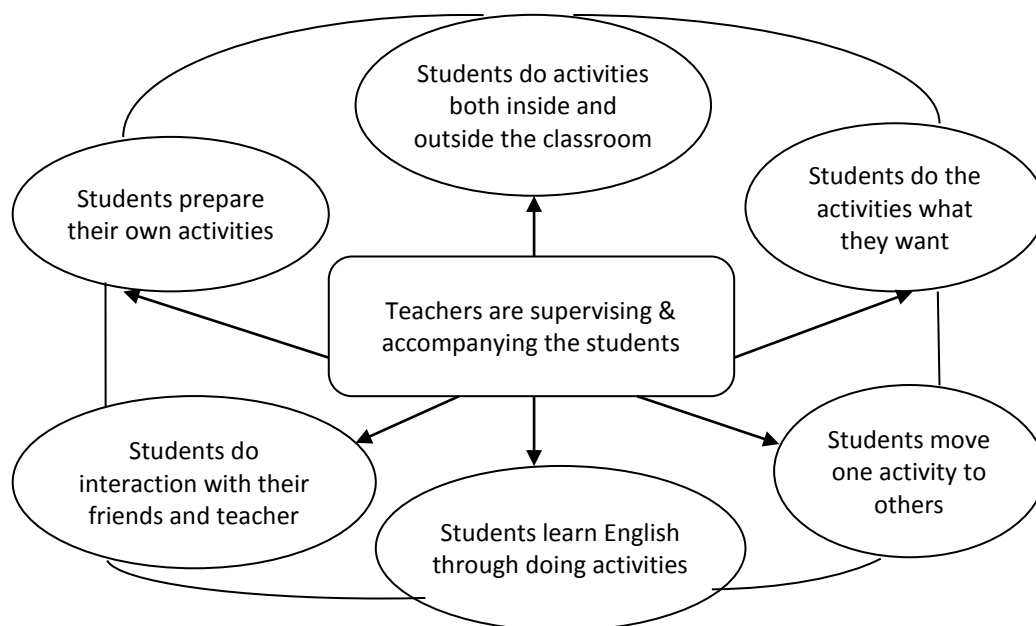 Students do activities
both inside and
outside the classroom
Students prepare
their own activities
Students do the
activities what
they want
Teachers are supervising &
accompanying the students
Students do
interaction with their
friends and teacher
Students move
one activity to
others
Students learn English
through doing activities